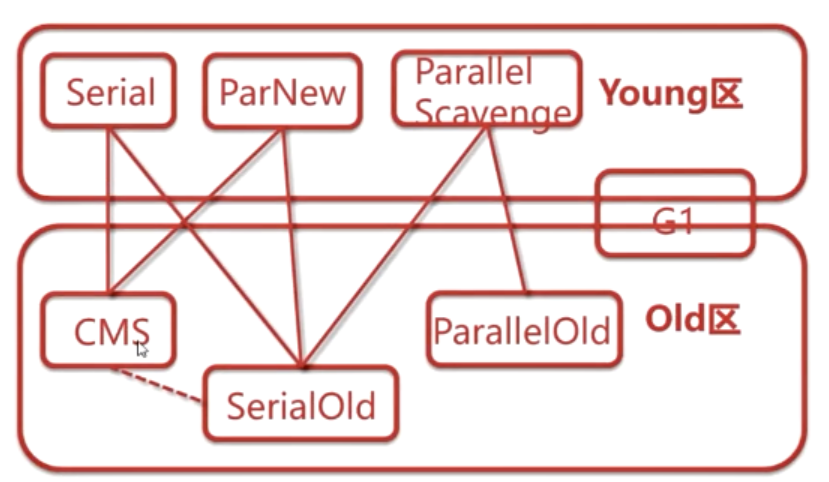 Serial
ParNew
Parallel
Scavenge
Young区
G1
CMS
SerialOld
ParallelOld
Old区